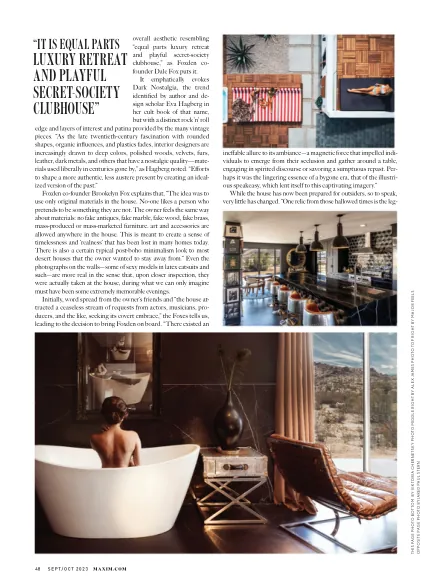 “IT IS EQUAL PARTS
LUXURY RETREAT
AND PLAYFUL
SECRET-SOCIETY
CLUBHOUSE”
overall aesthetic resembling
“equal parts luxury retreat
and playful secret-society
clubhouse,” as Foxden co-
founder Dale Fox puts it.
It emphatically evokes
Dark Nostalgia, the trend
identified by author and de-
sign scholar Eva Hagberg in
her cult book of that name,
but with a distinct rock ’n’ roll
edge and layers of interest and patina provided by the many vintage
pieces. “As the late twentieth-century fascination with rounded
shapes, organic influences, and plastics fades, interior designers are
increasingly drawn to deep colors, polished woods, velvets, furs,
leather, dark metals, and others that have a nostalgic quality—mate-
rials used liberally in centuries gone by,” as Hagberg noted. “Efforts
to shape a more authentic, less austere present by creating an ideal-
ized version of the past.”
Foxden co-founder Brookelyn Fox explains that, “The idea was to
use only original materials in the house. No-one likes a person who
pretends to be something they are not. The owner feels the same way
about materials: no fake antiques, fake marble, fake wood, fake brass,
mass-produced or mass-marketed furniture, art and accessories are
allowed anywhere in the house. This is meant to create a sense of
timelessness and ‘realness’ that has been lost in many homes today.
There is also a certain typical post-boho minimalism look to most
desert houses that the owner wanted to stay away from.” Even the
photographs on the walls—some of sexy models in latex catsuits and
such—are more real in the sense that, upon closer inspection, they
were actually taken at the house, during what we can only imagine
must have been some extremely memorable evenings.
Initially, word spread from the owner’s friends and “the house at-
tracted a ceaseless stream of requests from actors, musicians, pro-
ducers, and the like, seeking its covert embrace,” the Foxes tells us,
leading to the decision to bring Foxden on board. “There existed an
ineffable allure to its ambiance—a magnetic force that impelled indi-
viduals to emerge from their seclusion and gather around a table,
engaging in spirited discourse or savoring a sumptuous repast. Per-
haps it was the lingering essence of a bygone era, that of the illustri-
ous speakeasy, which lent itself to this captivating imagery.”
While the house has now been prepared for outsiders, so to speak,
very little has changed. “One relic from those hallowed times is the leg-
48 SEPT/OCT 2023 MAXIM.COM